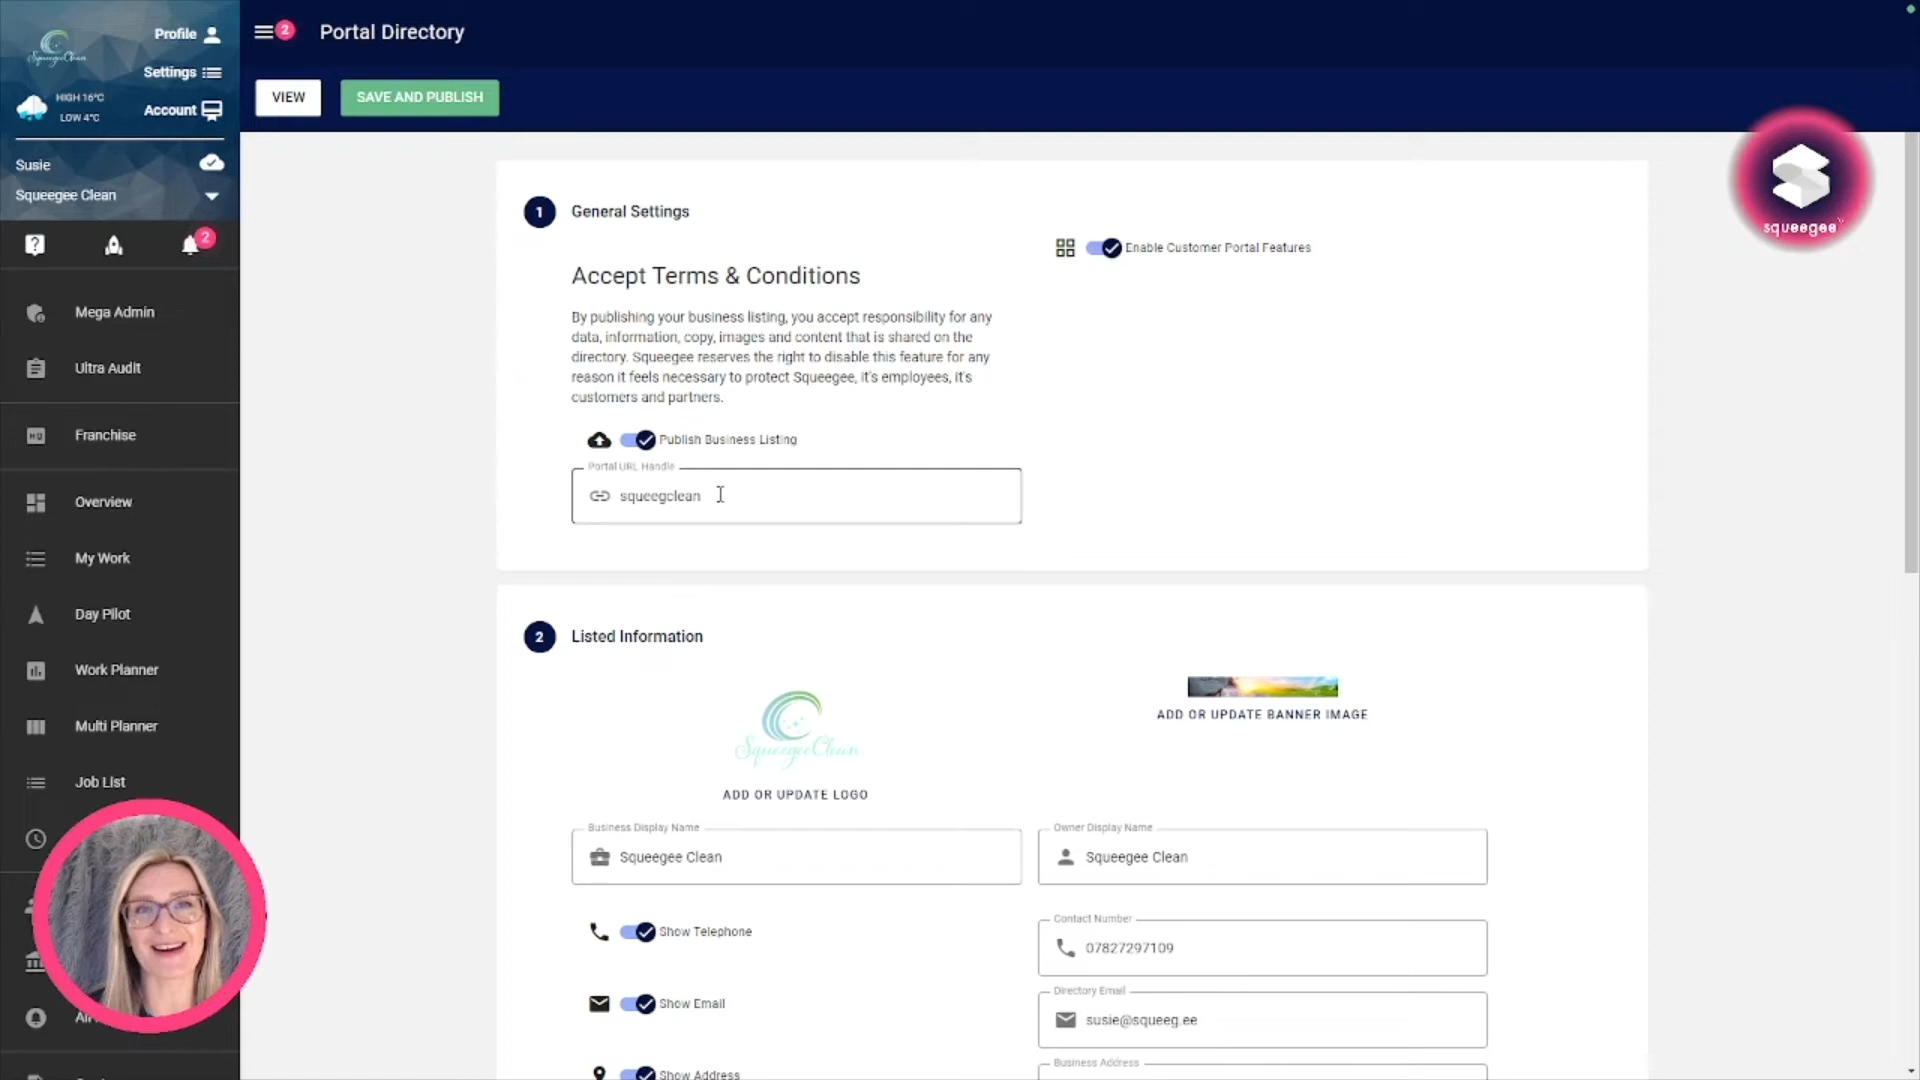 SqueegeeClean
Profile
Settings
HIGH 16°C
LOW 4°C
Account
Susie
Squeegee Clean
2
Mega Admin
Ultra Audit
Franchise
HQ
Overview
My Work
Day Pilot
Work Planner
Multi Planner
Job List
2
Portal Directory
VIEW
SAVE AND PUBLISH
squeegee
1
General Settings
Enable Customer Portal Features
Accept Terms & Conditions
By publishing your business listing, you accept responsibility for any
data, information, copy, images and content that is shared on the
directory. Squeegee reserves the right to disable this feature for any
reason it feels necessary to protect Squeegee, it's employees, it's
customers and partners.
Publish Business Listing
Portal URL Handle
squeegclean
2
Listed Information
SqueegeeClean
ADD OR UPDATE LOGO
ADD OR UPDATE BANNER IMAGE
Business Display Name
Squeegee Clean
Owner Display Name
Squeegee Clean
Show Telephone
Contact Number
07827297109
Show Email
Directory Email
susie@squeeg.ee
Show Address
Business Address